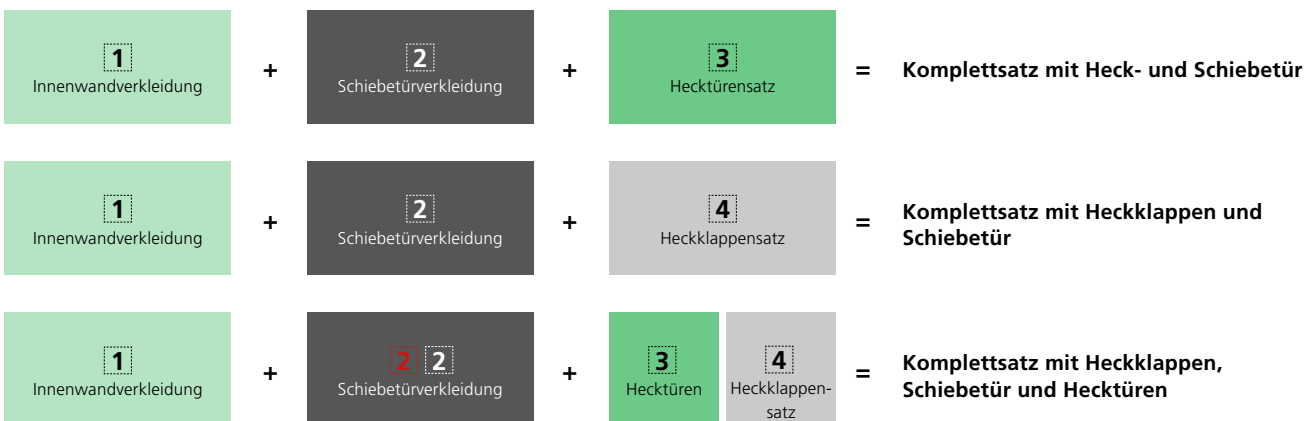 1 + 2 + 3 = Komplettsatz mit Heck- und Schiebetür
Innenwandverkleidung Schiebetürverkleidung Hecktürensatz
1 + 2 + 4 = Komplettsatz mit Heckklappen und
Innenwandverkleidung Schiebetürverkleidung Heckklappensatz Schiebetür
1 + 2 2 + 3 4 = Komplettsatz mit Heckklappen,
Innenwandverkleidung Schiebetürverkleidung Hecktüren Heckklappen- Schiebetür und Hecktüren
satz